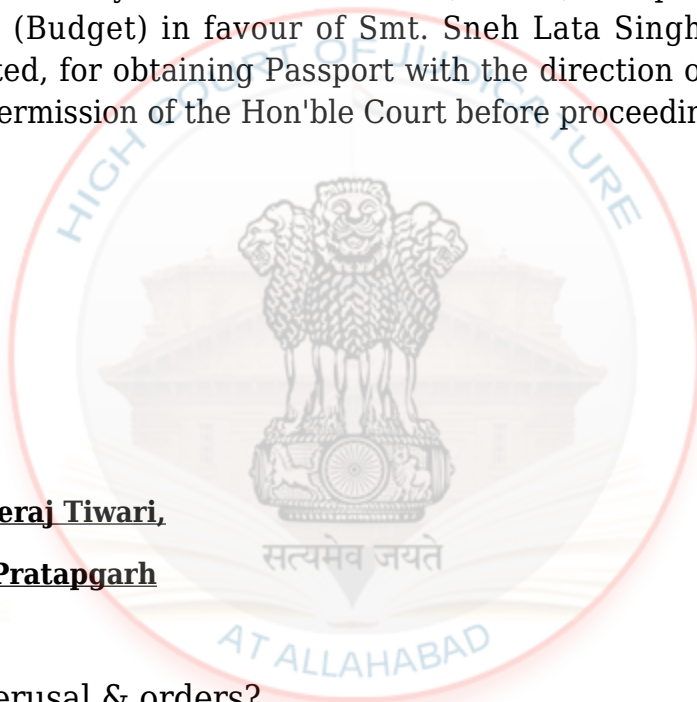 (Budget) in favour of Smt. Sneh Lata Singh
ted, for obtaining Passport with the direction o
ermission of the Hon'ble Court before proceedin
HIGH COURT OF JUDICATURE
eraj Tiwari,
सत्यमेव जयते
Pratapgarh
AT ALLAHABAD
erusal & orders?